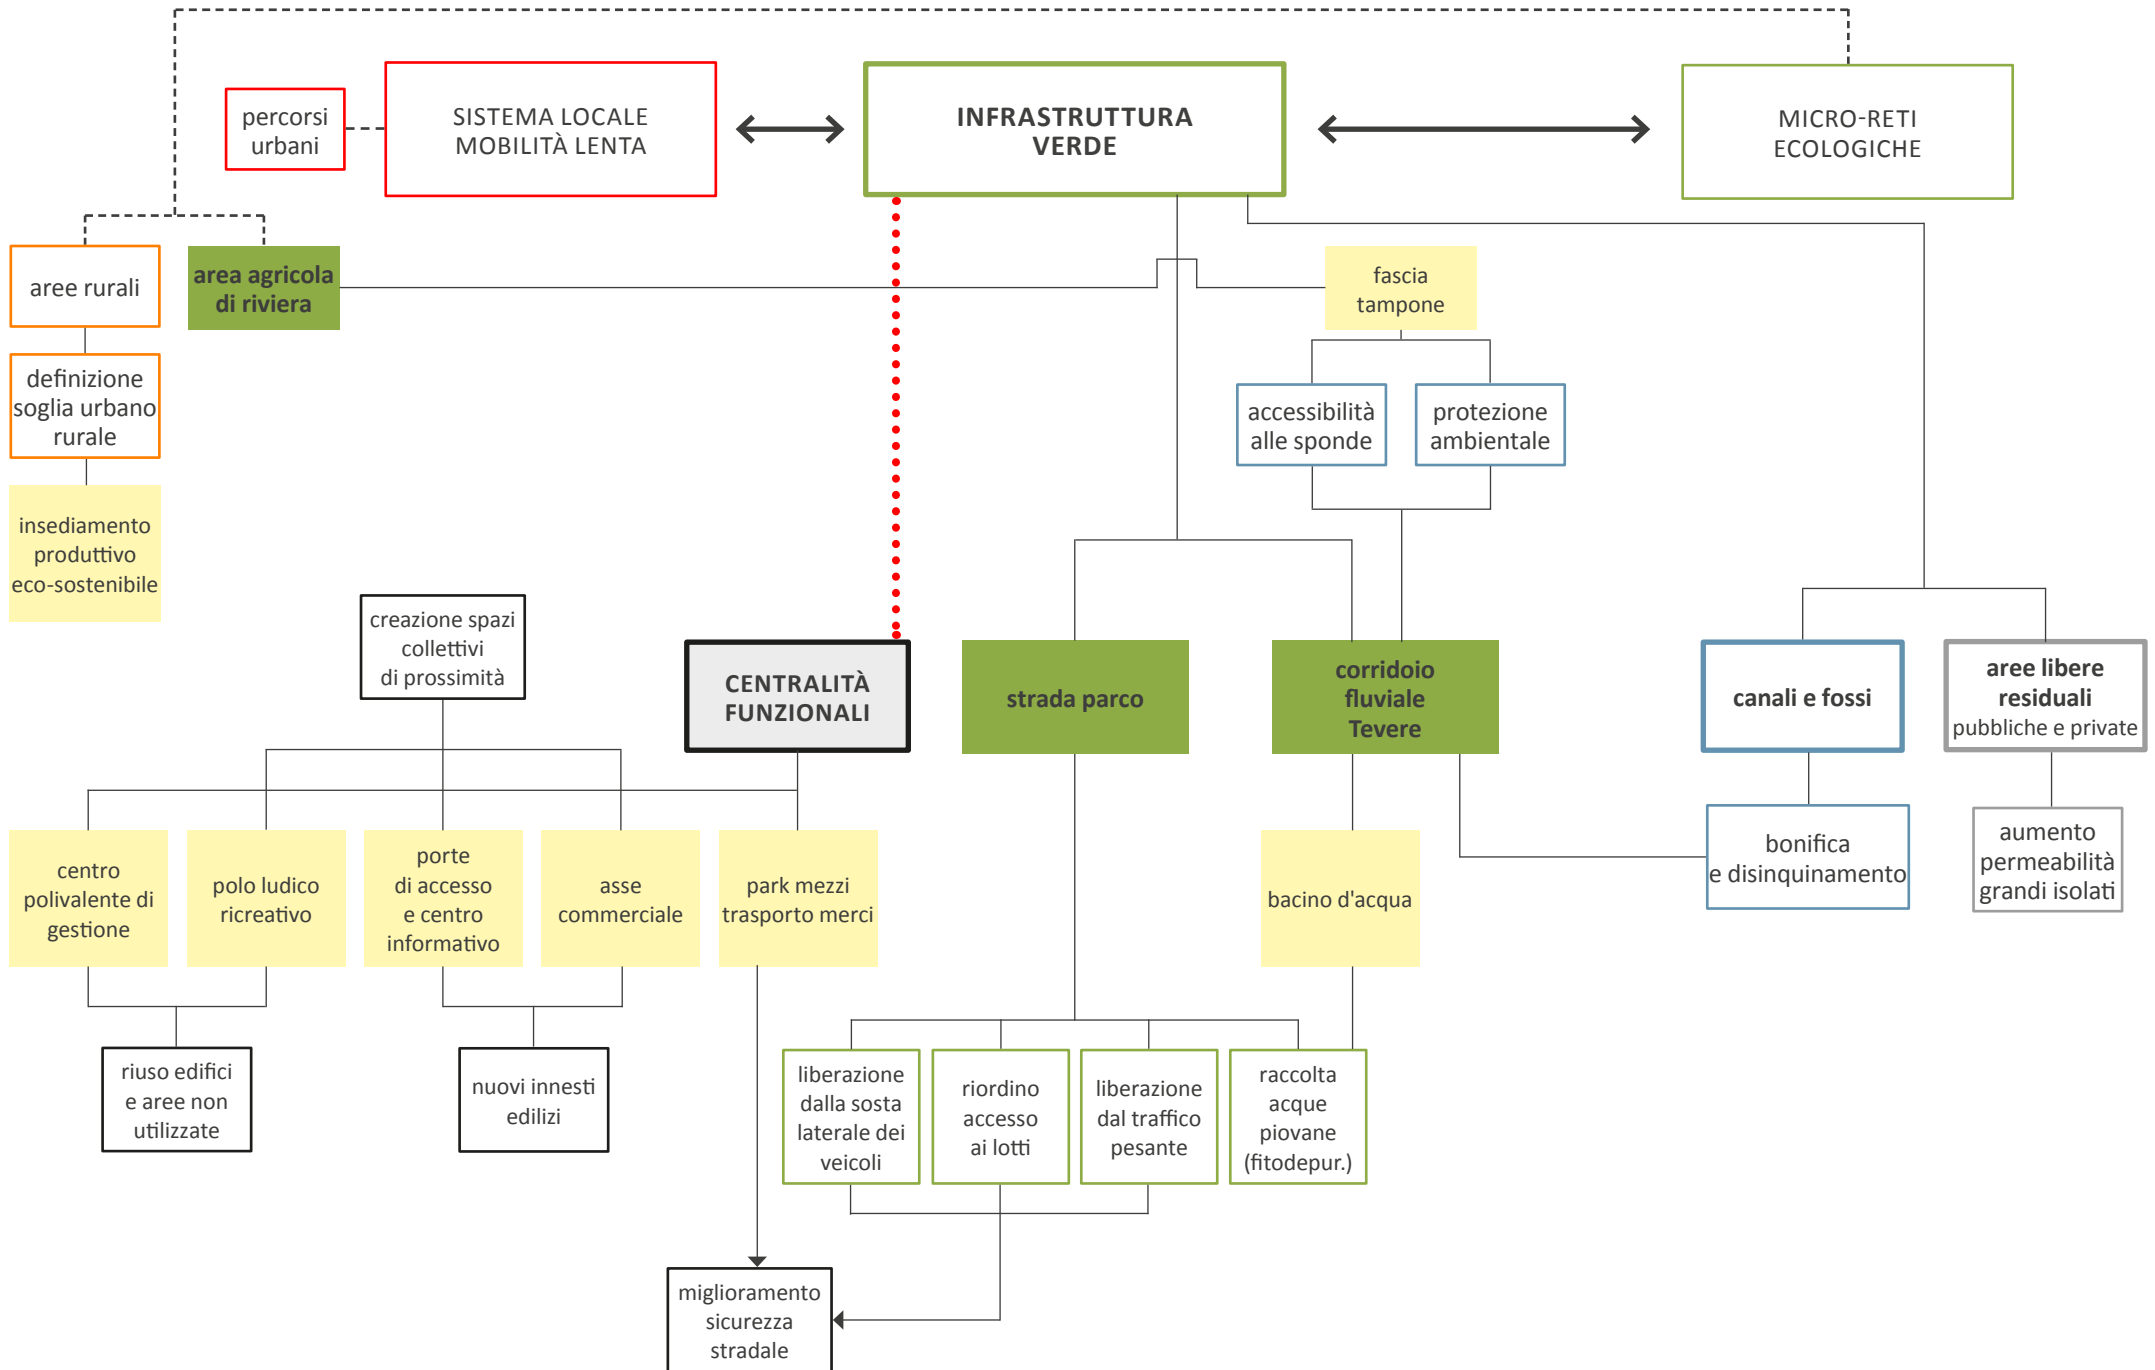 percorsi
urbani
SISTEMA LOCALE
MOBILITÀ LENTA
INFRASTRUTTURA
VERDE
MICRO-RETI
ECOLOGICHE
aree rurali
area agricola
di riviera
fascia
tampone
definizione
soglia urbano
rurale
accessibilità
alle sponde
protezione
ambientale
insediamento
produttivo
eco-sostenibile
creazione spazi
collettivi
di prossimità
CENTRALITÀ
FUNZIONALI
strada parco
corridoio
fluviale
Tevere
canali e fossi
aree libere
residuali
pubbliche e private
centro
polivalente di
gestione
polo ludico
ricreativo
porte
di accesso
e centro
informativo
asse
commerciale
park mezzi
trasporto merci
bacino d'acqua
bonifica
e disinquinamento
aumento
permeabilità
grandi isolati
riuso edifici
e aree non
utilizzate
nuovi innesti
edilizi
liberazione
dalla sosta
laterale dei
veicoli
riordino
accesso
ai lotti
liberazione
dal traffico
pesante
raccolta
acque
piovane
(fitodepur.)
miglioramento
sicurezza
stradale